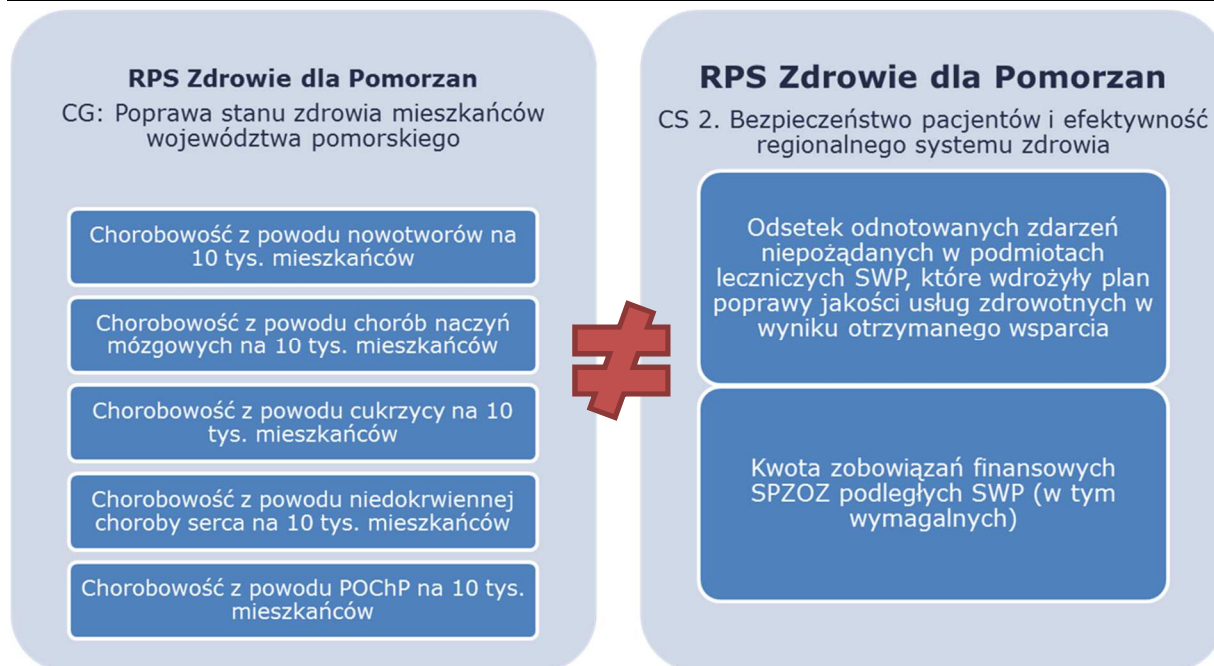 RPS Zdrowie dla Pomorzan
CG: Poprawa stanu zdrowia mieszkańców
województwa pomorskiego
Chorobowość z powodu nowotworów na
10 tys. mieszkańców
Chorobowość z powodu chorób naczyń
mózgowych na 10 tys. mieszkańców
Chorobowość z powodu cukrzycy na 10
tys. mieszkańców
Chorobowość z powodu niedokrwiennej
choroby serca na 10 tys. mieszkańców
Chorobowość z powodu POChP na 10 tys.
mieszkańców
≠
RPS Zdrowie dla Pomorzan
CS 2. Bezpieczeństwo pacjentów i efektywność
regionalnego systemu zdrowia
Odsetek odnotowanych zdarzeń
niepożądanych w podmiotach
leczniczych SWP, które wdrożyły plan
poprawy jakości usług zdrowotnych w
wyniku otrzymanego wsparcia
Kwota zobowiązań finansowych
SPZOZ podległych SWP (w tym
wymagalnych)